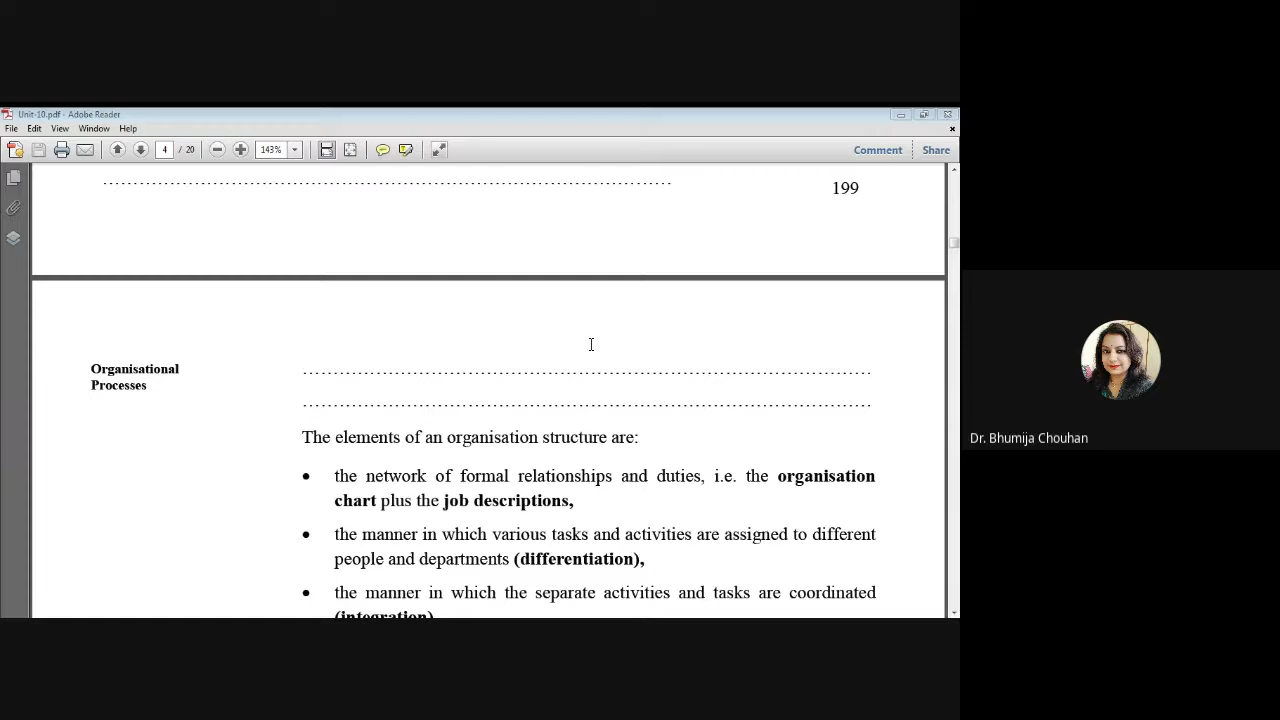 Unit-10.pdf - Adobe Reader
File Edit View Window Help
4 / 20 143% Comment Share
199
Organisational
Processes
The elements of an organisation structure are:
• the network of formal relationships and duties, i.e. the organisation
chart plus the job descriptions,
• the manner in which various tasks and activities are assigned to different
people and departments (differentiation),
• the manner in which the separate activities and tasks are coordinated
(integration)
Dr. Bhumija Chouhan